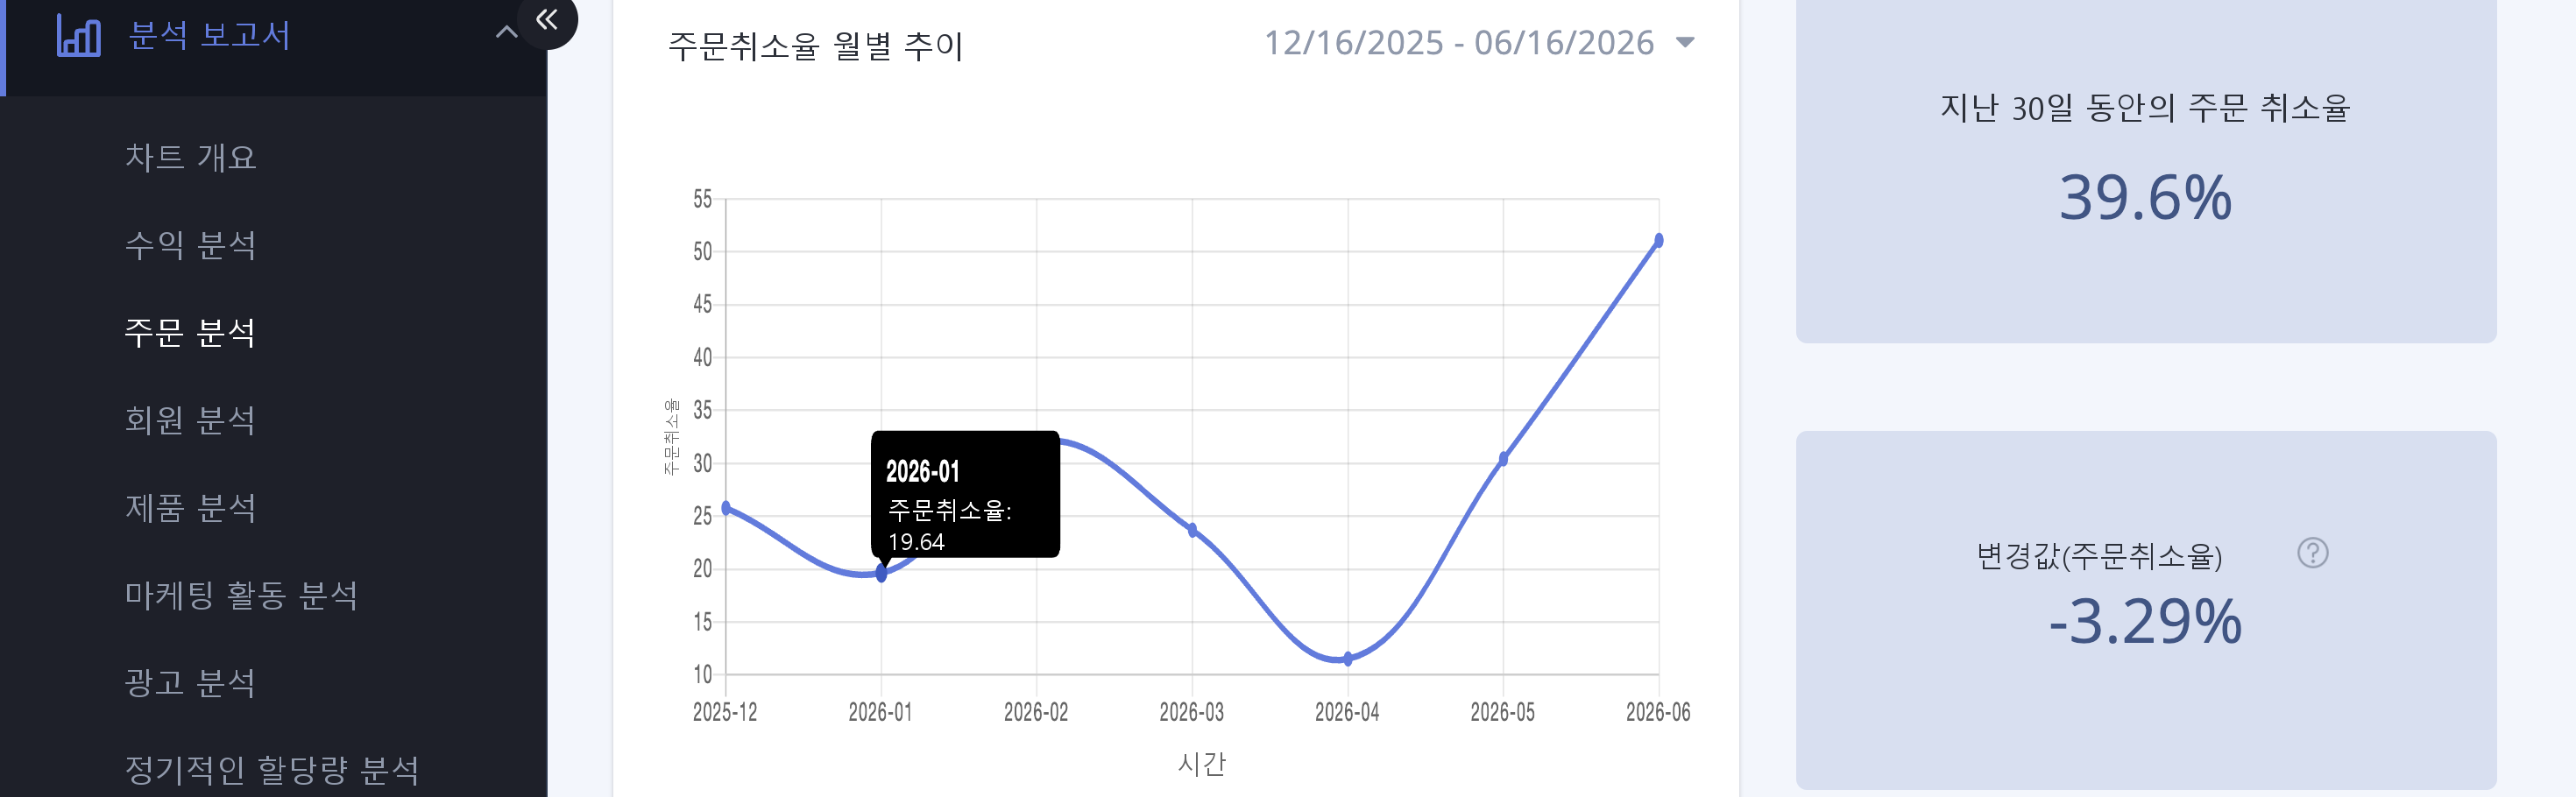 분석 보고서
차트 개요
수익 분석
주문 분석
회원 분석
제품 분석
마케팅 활동 분석
광고 분석
정기적인 할당량 분석
주문취소율 월별 추이
12/16/2025 - 06/16/2026
주문취소율
55
50
45
40
35
30
25
20
15
10
2026-01
주문취소율:
19.64
2025-12 2026-01 2026-02 2026-03 2026-04 2026-05 2026-06
시간
지난 30일 동안의 주문 취소율
39.6%
변경값(주문취소율)
-3.29%